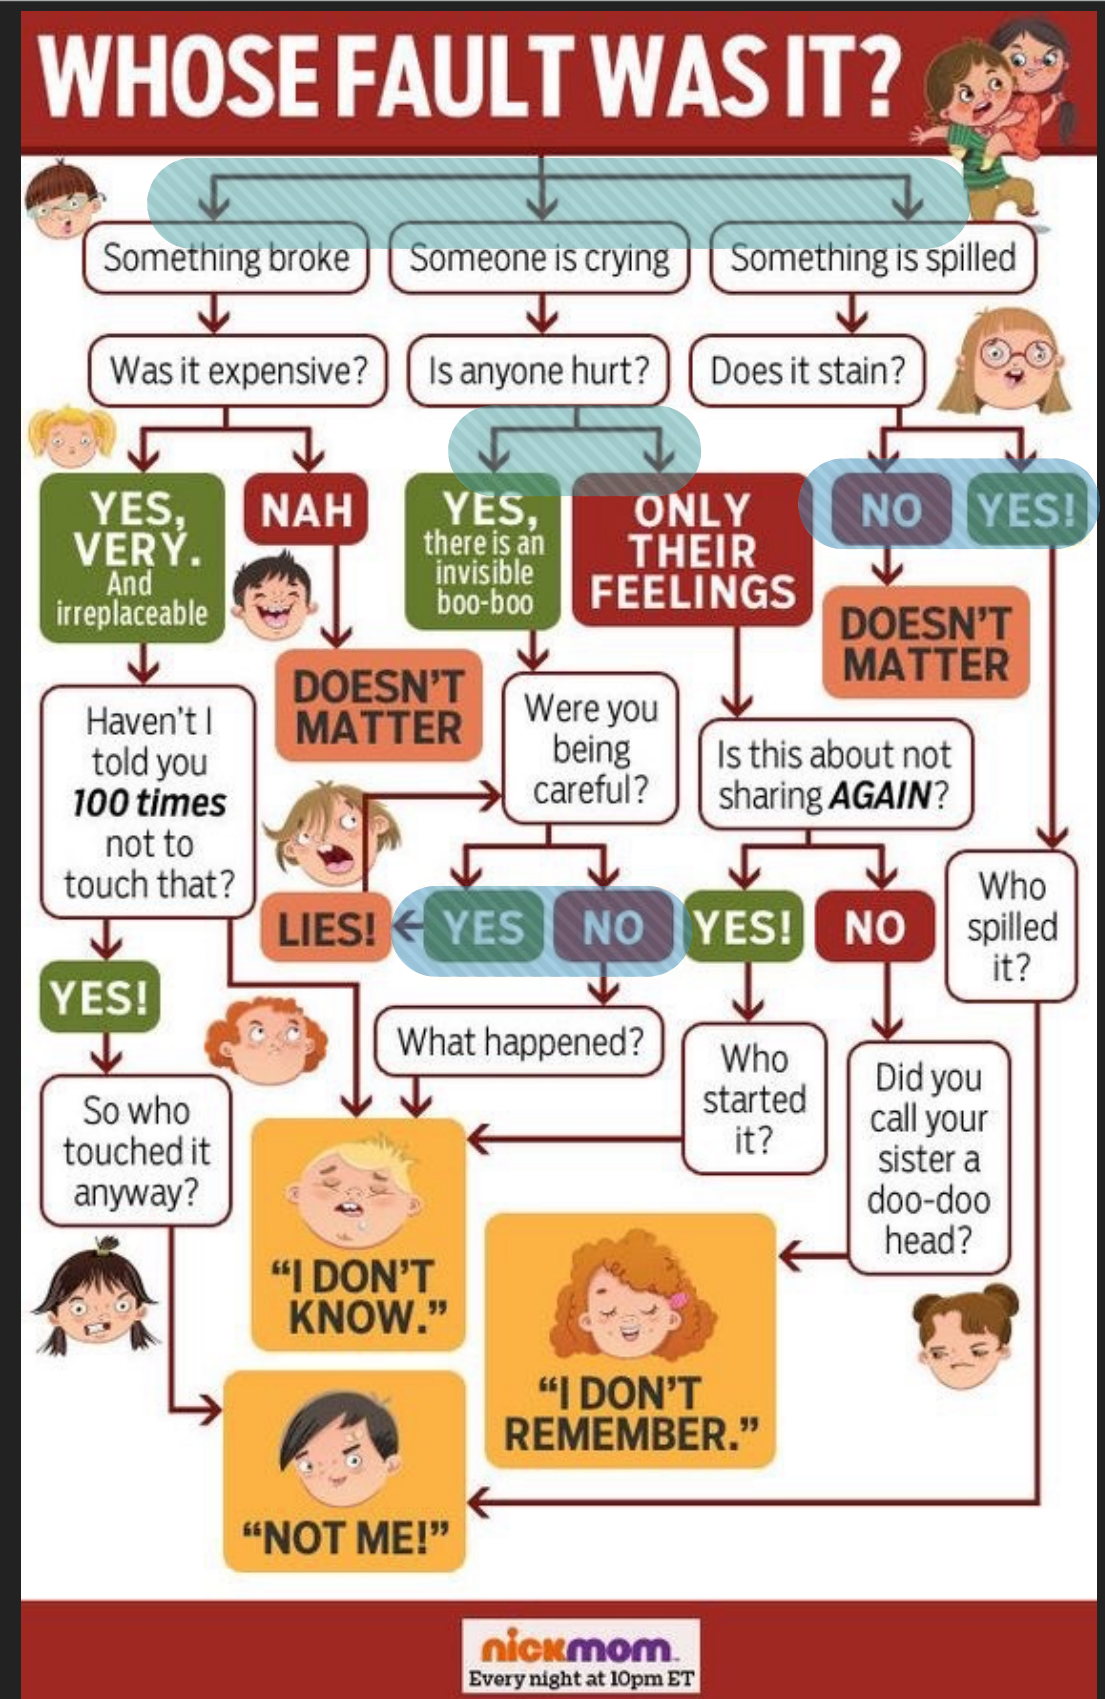 WHOSE FAULT WAS IT?
Something broke
Someone is crying
Something is spilled
Was it expensive?
Is anyone hurt?
Does it stain?
YES,
VERY.
And
irreplaceable
NAH
YES,
there is an
invisible
boo-boo
ONLY
THEIR
FEELINGS
NO
YES!
DOESN'T
MATTER
DOESN'T
MATTER
Haven't I
told you
100 times
not to
touch that?
Were you
being
careful?
Is this about not
sharing AGAIN?
Who
spilled
it?
LIES!
YES
NO
YES!
NO
YES!
What happened?
Who
started
it?
Did you
call your
sister a
doo-doo
head?
So who
touched it
anyway?
“I DON'T
KNOW.”
“I DON'T
REMEMBER.”
“NOT ME!”
nickmom
Every night at 10pm ET